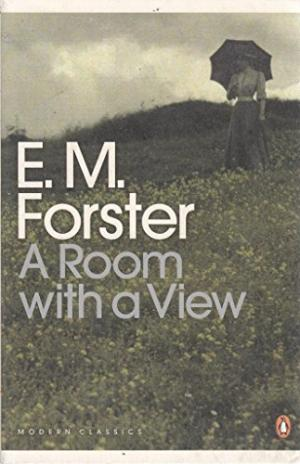 E. M.
Forster
A Room
with a View
MODERN CLASSICS